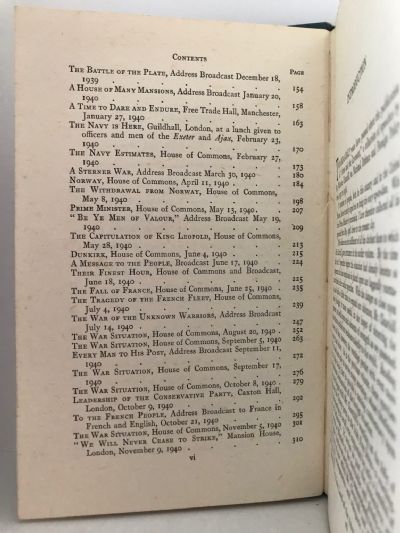 CONTENTS
PAGE
THE BATTLE OF THE PLATE, Address Broadcast December 18,
1939 . . . . . . . 154
A HOUSE OF MANY MANSIONS, Address Broadcast January 20,
1940 . . . . . . . 158
A TIME TO DARE AND ENDURE, Free Trade Hall, Manchester,
January 27, 1940 . . . . . . 163
THE NAVY IS HERE, Guildhall, London, at a lunch given to
officers and men of the Exeter and Ajax, February 23,
1940 . . . . . . . 170
THE NAVY ESTIMATES, House of Commons, February 27,
1940 . . . . . . . 173
A STERNER WAR, Address Broadcast March 30, 1940 . 180
NORWAY, House of Commons, April 11, 1940 . . . 184
THE WITHDRAWAL FROM NORWAY, House of Commons,
May 8, 1940 . . . . . . 198
PRIME MINISTER, House of Commons, May 13, 1940 . . 207
"BE YE MEN OF VALOUR," Address Broadcast May 19,
1940 . . . . . . . 209
THE CAPITULATION OF KING LEOPOLD, House of Commons,
May 28, 1940 . . . . . . 213
DUNKIRK, House of Commons, June 4, 1940 . . . 215
A MESSAGE TO THE PEOPLE, Broadcast June 17, 1940 . 224
THEIR FINEST HOUR, House of Commons and Broadcast,
June 18, 1940 . . . . . . 225
THE FALL OF FRANCE, House of Commons, June 25, 1940 . 235
THE TRAGEDY OF THE FRENCH FLEET, House of Commons,
July 4, 1940 . . . . . . 239
THE WAR OF THE UNKNOWN WARRIORS, Address Broadcast
July 14, 1940 . . . . . . 247
THE WAR SITUATION, House of Commons, August 20, 1940 . 252
THE WAR SITUATION, House of Commons, September 5, 1940 263
EVERY MAN TO HIS POST, Address Broadcast September 11,
1940 . . . . . . . 272
THE WAR SITUATION, House of Commons, September 17,
1940 . . . . . . . 276
THE WAR SITUATION, House of Commons, October 8, 1940 . 279
LEADERSHIP OF THE CONSERVATIVE PARTY, Caxton Hall,
London, October 9, 1940 . . . . . 292
TO THE FRENCH PEOPLE, Address Broadcast to France in
French and English, October 21, 1940 . . . 295
THE WAR SITUATION, House of Commons, November 5, 1940 301
"WE WILL NEVER CEASE TO STRIKE," Mansion House,
London, November 9, 1940 . . . . . 310
vi
INTRODUCTION